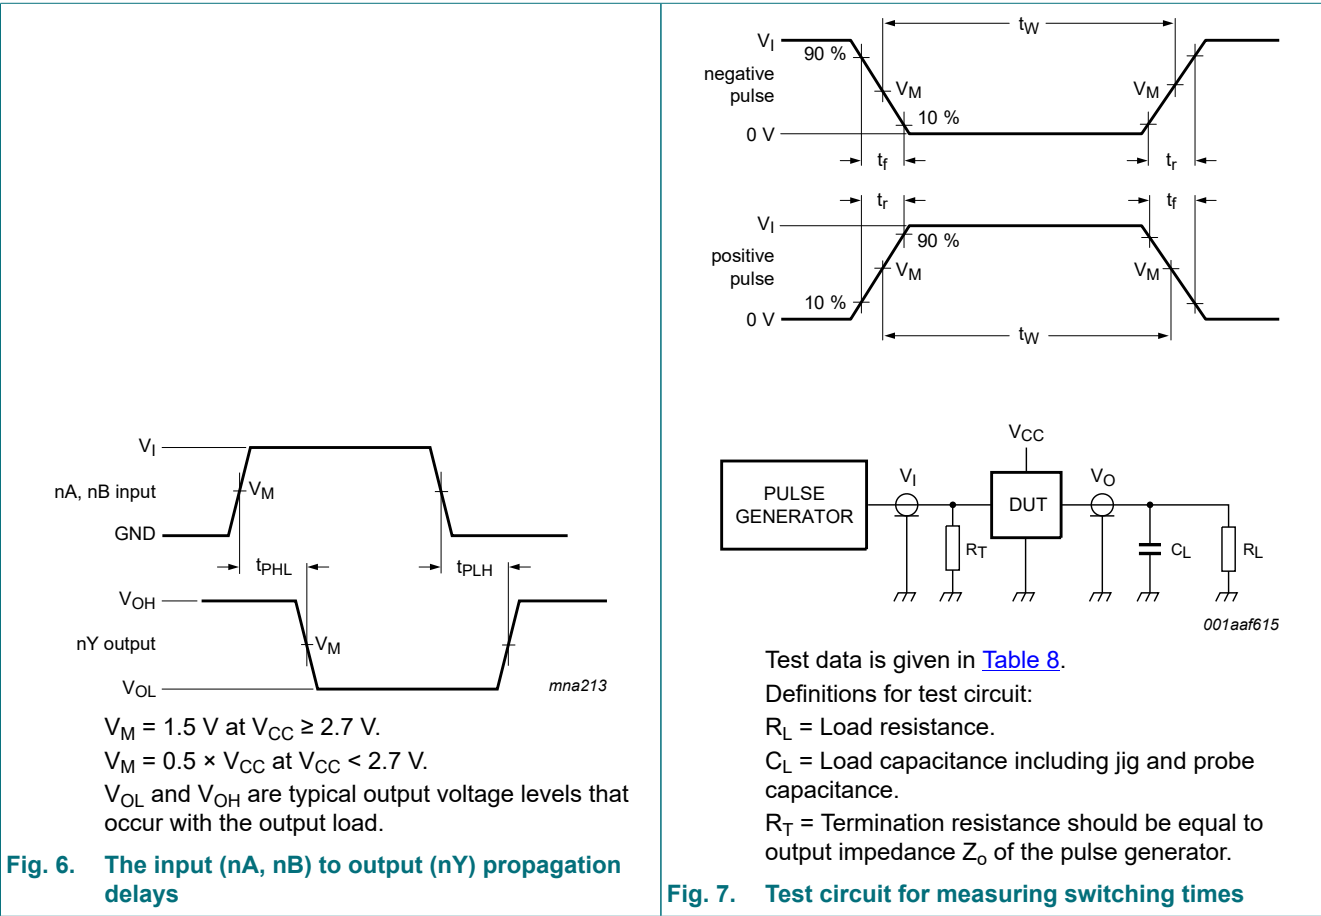 V_I
nA, nB input
V_M
GND
t_PHL
t_PLH
V_OH
nY output
V_M
V_OL
mna213
V_M = 1.5 V at V_CC ≥ 2.7 V.
V_M = 0.5 × V_CC at V_CC < 2.7 V.
V_OL and V_OH are typical output voltage levels that
occur with the output load.
Fig. 6. The input (nA, nB) to output (nY) propagation
delays
t_W
V_I
90 %
negative
pulse
V_M
V_M
10 %
0 V
t_f
t_r
t_r
t_f
V_I
90 %
positive
pulse
V_M
V_M
10 %
0 V
t_W
V_CC
PULSE
GENERATOR
V_I
DUT
V_O
R_T
C_L
R_L
001aaf615
Test data is given in Table 8.
Definitions for test circuit:
R_L = Load resistance.
C_L = Load capacitance including jig and probe
capacitance.
R_T = Termination resistance should be equal to
output impedance Z_o of the pulse generator.
Fig. 7. Test circuit for measuring switching times